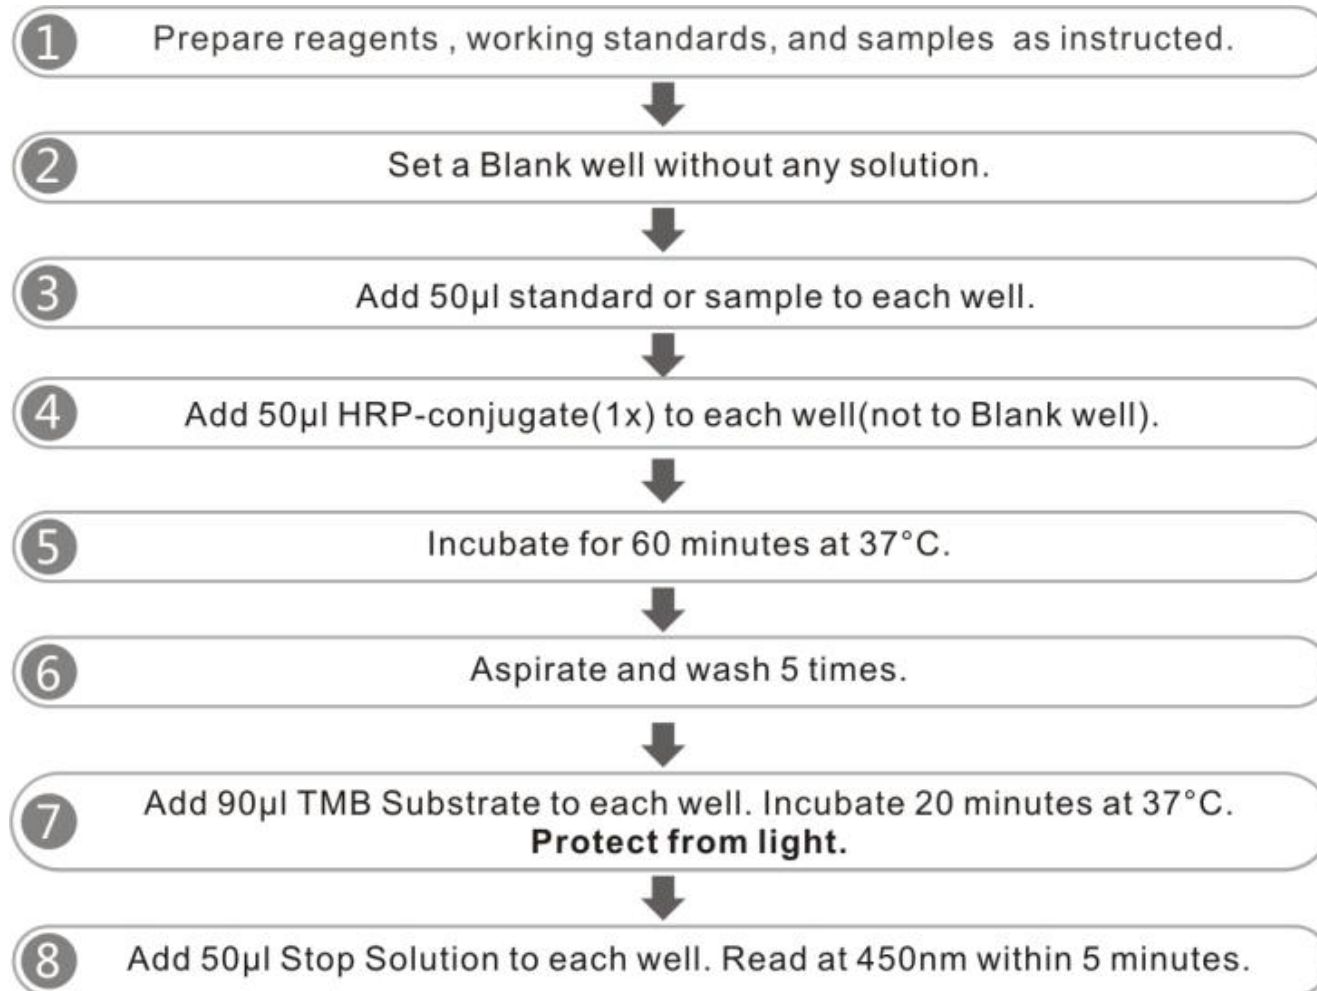 1 Prepare reagents , working standards, and samples as instructed.
2 Set a Blank well without any solution.
3 Add 50µl standard or sample to each well.
4 Add 50µl HRP-conjugate(1x) to each well(not to Blank well).
5 Incubate for 60 minutes at 37°C.
6 Aspirate and wash 5 times.
7 Add 90µl TMB Substrate to each well. Incubate 20 minutes at 37°C.
Protect from light.
8 Add 50µl Stop Solution to each well. Read at 450nm within 5 minutes.